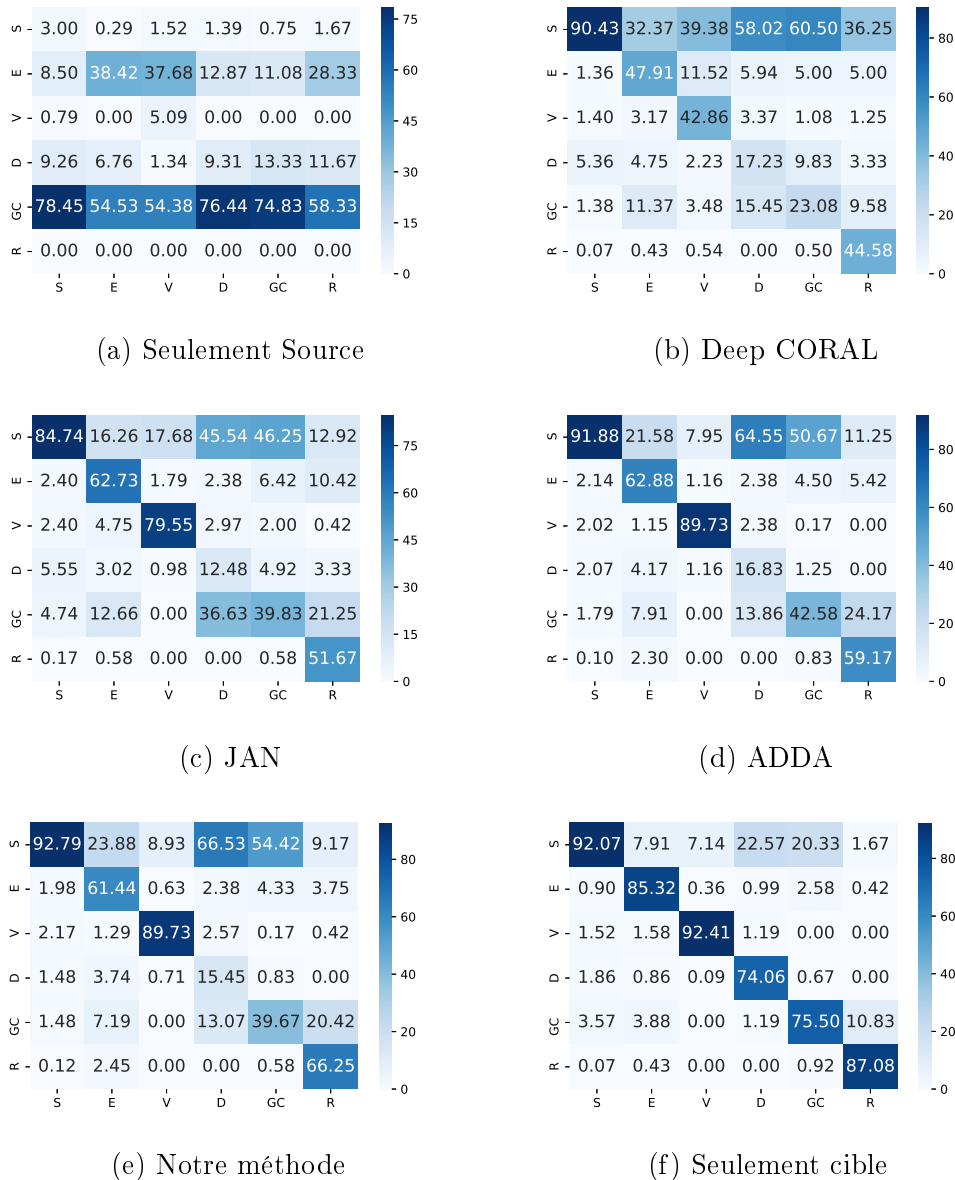 S 3.00 0.29 1.52 1.39 0.75 1.67
E 8.50 38.42 37.68 12.87 11.08 28.33
V 0.79 0.00 5.09 0.00 0.00 0.00
D 9.26 6.76 1.34 9.31 13.33 11.67
GC 78.45 54.53 54.38 76.44 74.83 58.33
R 0.00 0.00 0.00 0.00 0.00 0.00
S E V D GC R
75
60
45
30
15
0
(a) Seulement Source
S 90.43 32.37 39.38 58.02 60.50 36.25
E 1.36 47.91 11.52 5.94 5.00 5.00
V 1.40 3.17 42.86 3.37 1.08 1.25
D 5.36 4.75 2.23 17.23 9.83 3.33
GC 1.38 11.37 3.48 15.45 23.08 9.58
R 0.07 0.43 0.54 0.00 0.50 44.58
S E V D GC R
80
60
40
20
0
(b) Deep CORAL
S 84.74 16.26 17.68 45.54 46.25 12.92
E 2.40 62.73 1.79 2.38 6.42 10.42
V 2.40 4.75 79.55 2.97 2.00 0.42
D 5.55 3.02 0.98 12.48 4.92 3.33
GC 4.74 12.66 0.00 36.63 39.83 21.25
R 0.17 0.58 0.00 0.00 0.58 51.67
S E V D GC R
75
60
45
30
15
0
(c) JAN
S 91.88 21.58 7.95 64.55 50.67 11.25
E 2.14 62.88 1.16 2.38 4.50 5.42
V 2.02 1.15 89.73 2.38 0.17 0.00
D 2.07 4.17 1.16 16.83 1.25 0.00
GC 1.79 7.91 0.00 13.86 42.58 24.17
R 0.10 2.30 0.00 0.00 0.83 59.17
S E V D GC R
80
60
40
20
0
(d) ADDA
S 92.79 23.88 8.93 66.53 54.42 9.17
E 1.98 61.44 0.63 2.38 4.33 3.75
V 2.17 1.29 89.73 2.57 0.17 0.42
D 1.48 3.74 0.71 15.45 0.83 0.00
GC 1.48 7.19 0.00 13.07 39.67 20.42
R 0.12 2.45 0.00 0.00 0.58 66.25
S E V D GC R
80
60
40
20
0
(e) Notre méthode
S 92.07 7.91 7.14 22.57 20.33 1.67
E 0.90 85.32 0.36 0.99 2.58 0.42
V 1.52 1.58 92.41 1.19 0.00 0.00
D 1.86 0.86 0.09 74.06 0.67 0.00
GC 3.57 3.88 0.00 1.19 75.50 10.83
R 0.07 0.43 0.00 0.00 0.92 87.08
S E V D GC R
80
60
40
20
0
(f) Seulement cible